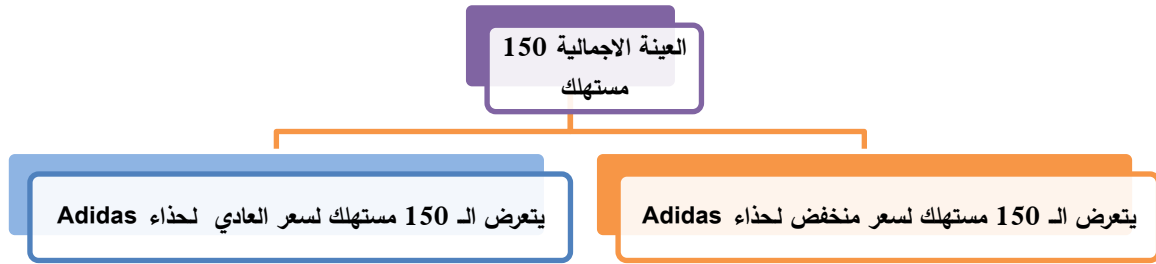 العينة الاجمالية 150
مستهلك
يتعرض الـ 150 مستهلك لسعر منخفض لحذاء Adidas
يتعرض الـ 150 مستهلك لسعر العادي لحذاء Adidas